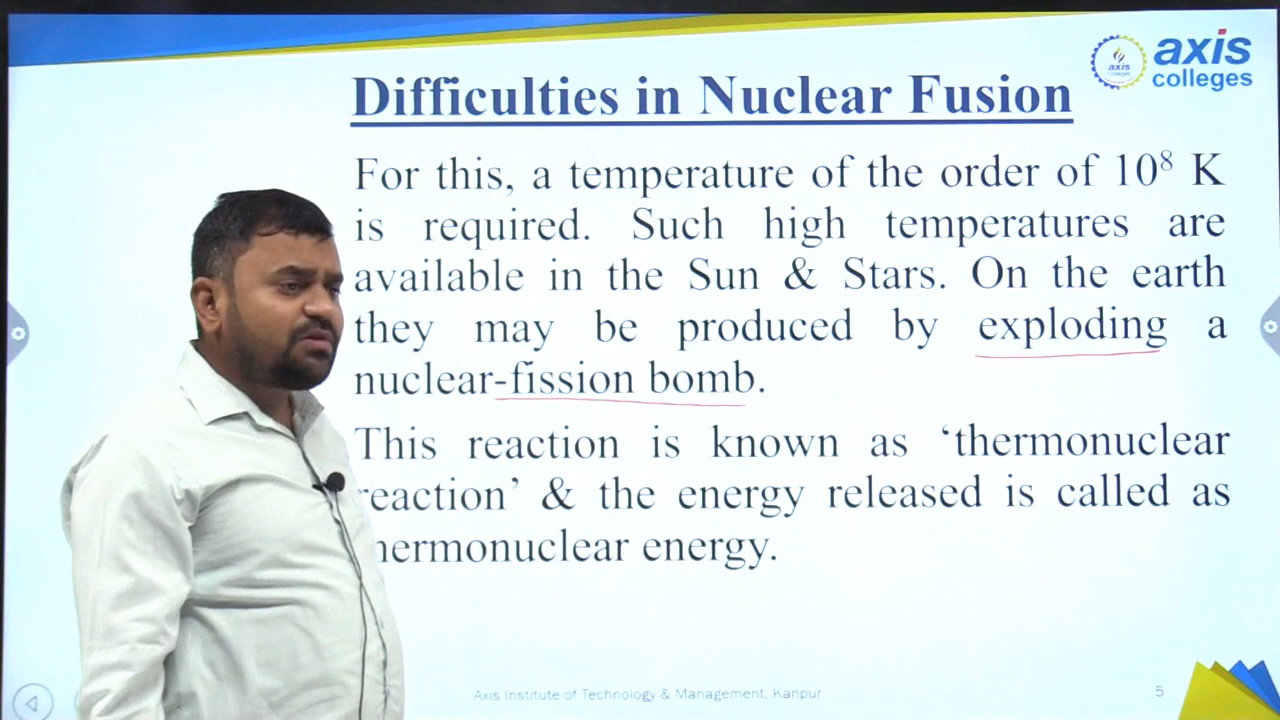 axis
colleges
axis
colleges
Difficulties in Nuclear Fusion
For this, a temperature of the order of 10⁸ K
is required. Such high temperatures are
available in the Sun & Stars. On the earth
they may be produced by exploding a
nuclear-fission bomb.
This reaction is known as ‘thermonuclear
reaction’ & the energy released is called as
hermonuclear energy.
Axis Institute of Technology & Management, Kanpur
5